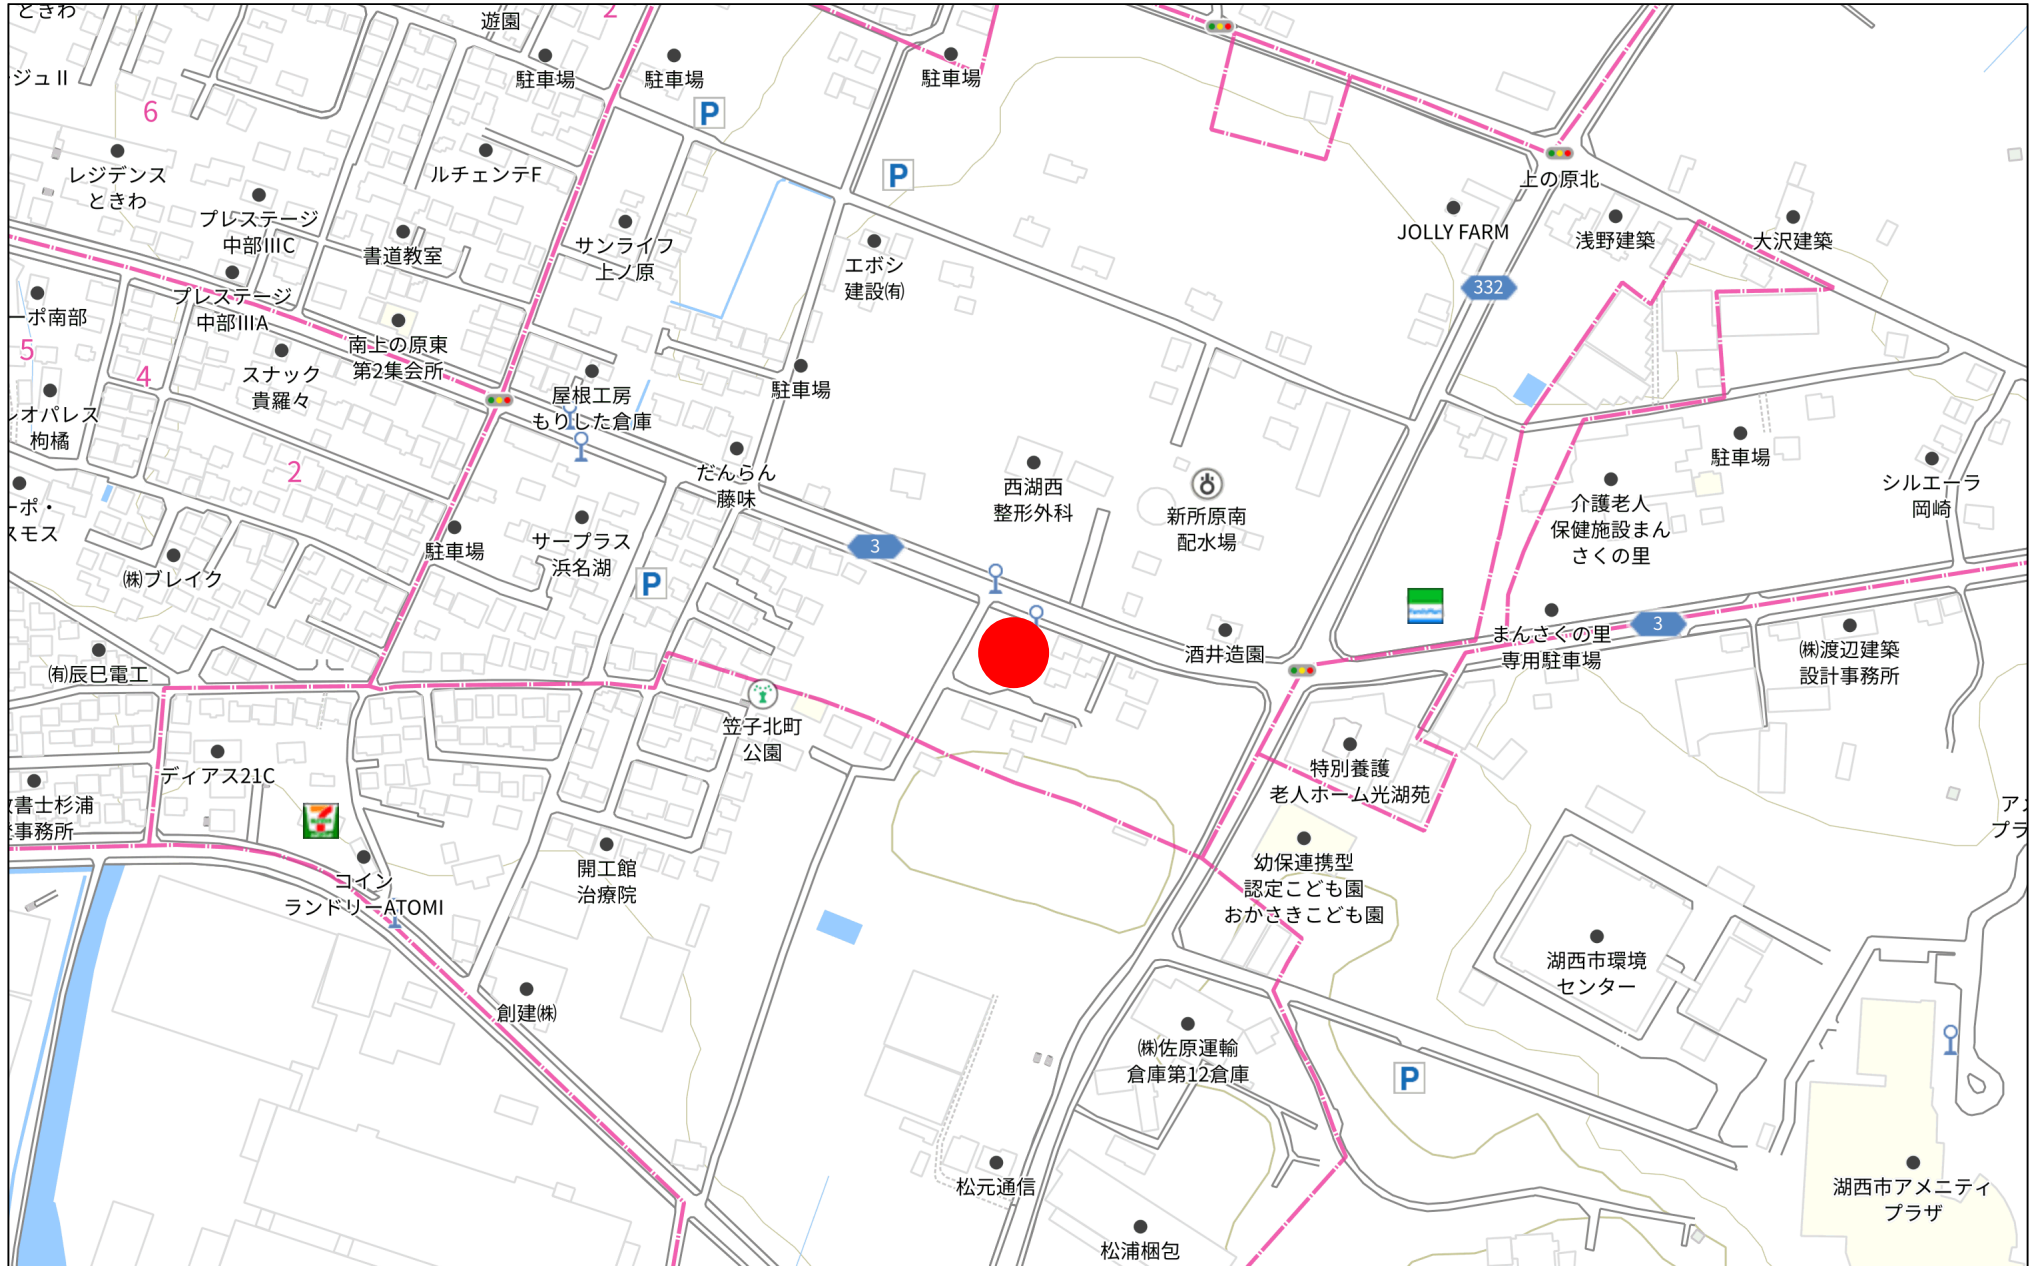 ときわ
遊園
2
ジュⅡ
駐車場
駐車場
駐車場
P
6
P
レジデンス
ときわ
ルチェンテF
上の原北
プレステージ
中部ⅢC
書道教室
サンライフ
上ノ原
エボシ
建設㈲
JOLLY FARM
浅野建築
大沢建築
332
プレステージ
中部ⅢA
ーポ南部
5
4
南上の原東
第2集会所
スナック
貴羅々
屋根工房
もりした倉庫
駐車場
オパレス
枸橘
2
だんらん
藤味
西湖西
整形外科
新所原南
配水場
介護老人
保健施設まん
さくの里
駐車場
シルエーラ
岡崎
ーポ・
スモス
㈱ブレイク
駐車場
サープラス
浜名湖
P
3
FamilyMart
3
㈲辰巳電工
酒井造園
まんさくの里
専用駐車場
㈱渡辺建築
設計事務所
笠子北町
公園
ディアス21C
特別養護
老人ホーム光湖苑
書士杉浦
事務所
7
コイン
ランドリーATOMI
開工館
治療院
幼保連携型
認定こども園
おかさきこども園
プラ
湖西市環境
センター
創建㈱
㈱佐原運輸
倉庫第12倉庫
P
松元通信
松浦梱包
湖西市アメニティ
プラザ